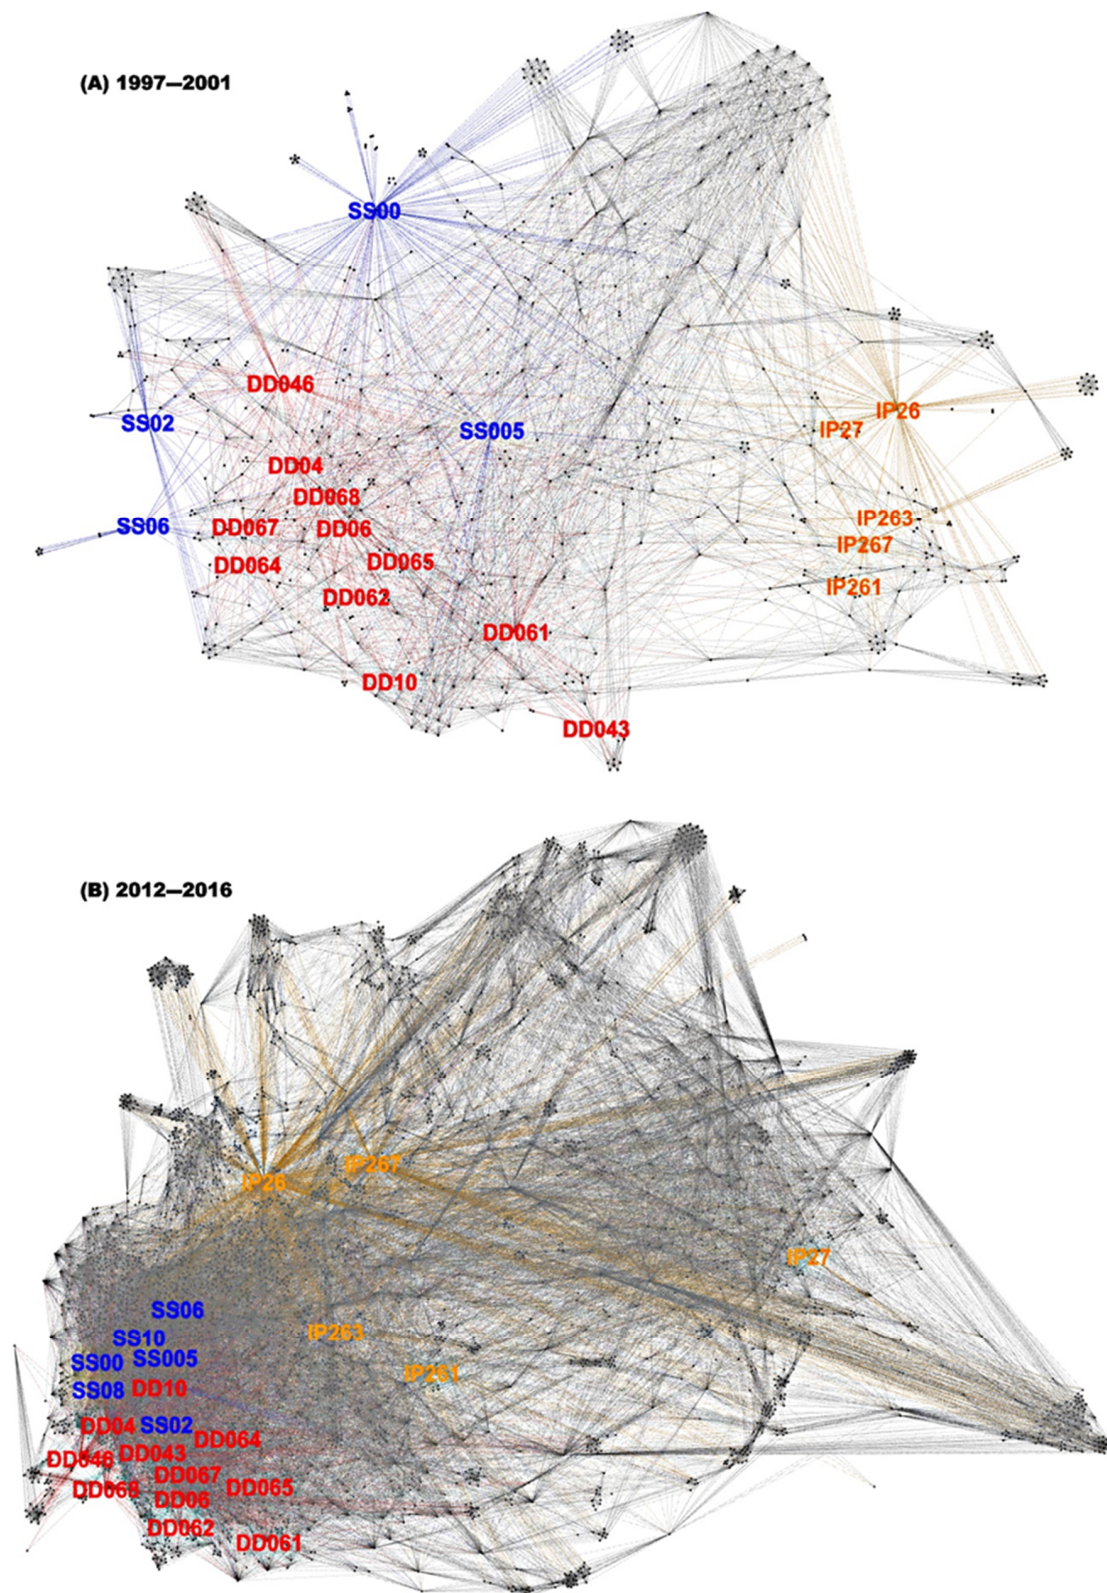 (A) 1997—2001
SS00
DD046
IP26
SS02
SS005
IP27
DD04
DD068
SS06
DD067
DD06
IP263
IP267
DD064
DD065
IP261
DD062
DD061
DD10
DD043
(B) 2012—2016
IP267
IP26
IP27
SS06
IP263
SS10
SS00
SS005
IP261
SS08
DD10
DD04
SS02
DD064
DD043
DD046
DD067
DD068
DD065
DD06
DD062
DD061